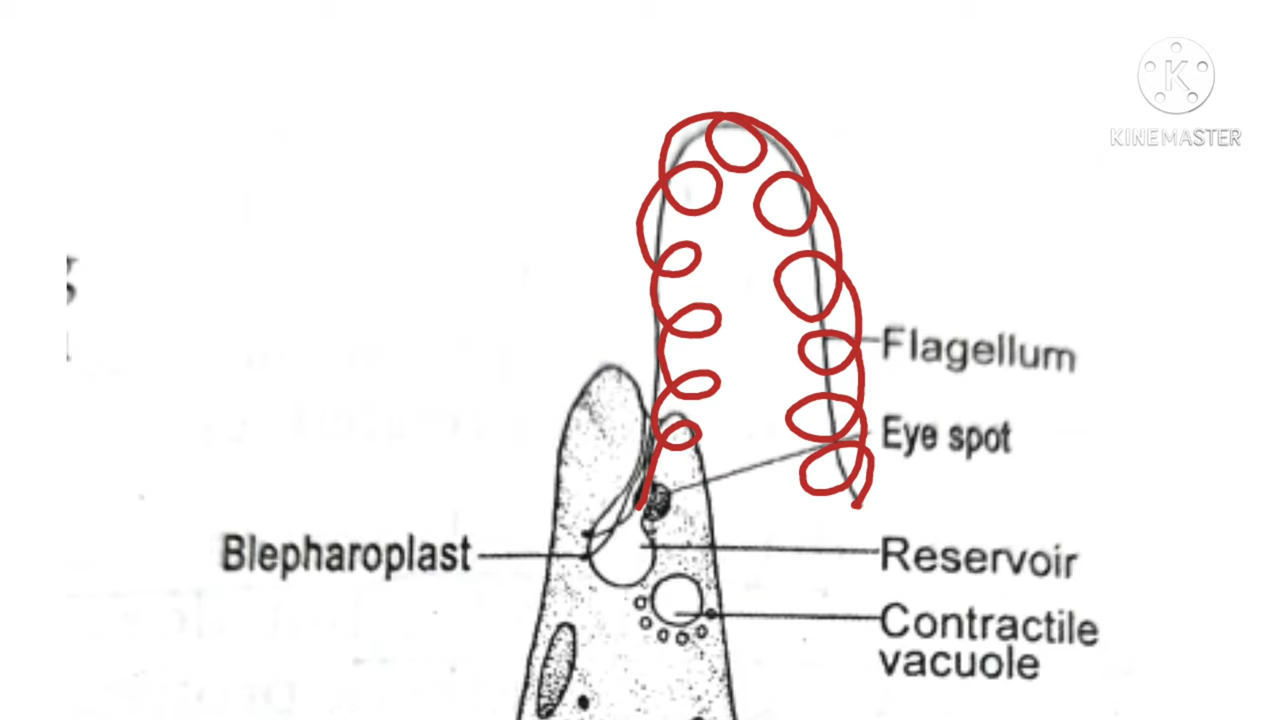 KINEMASTER
Flagellum
Eye spot
Blepharoplast
Reservoir
Contractile
vacuole